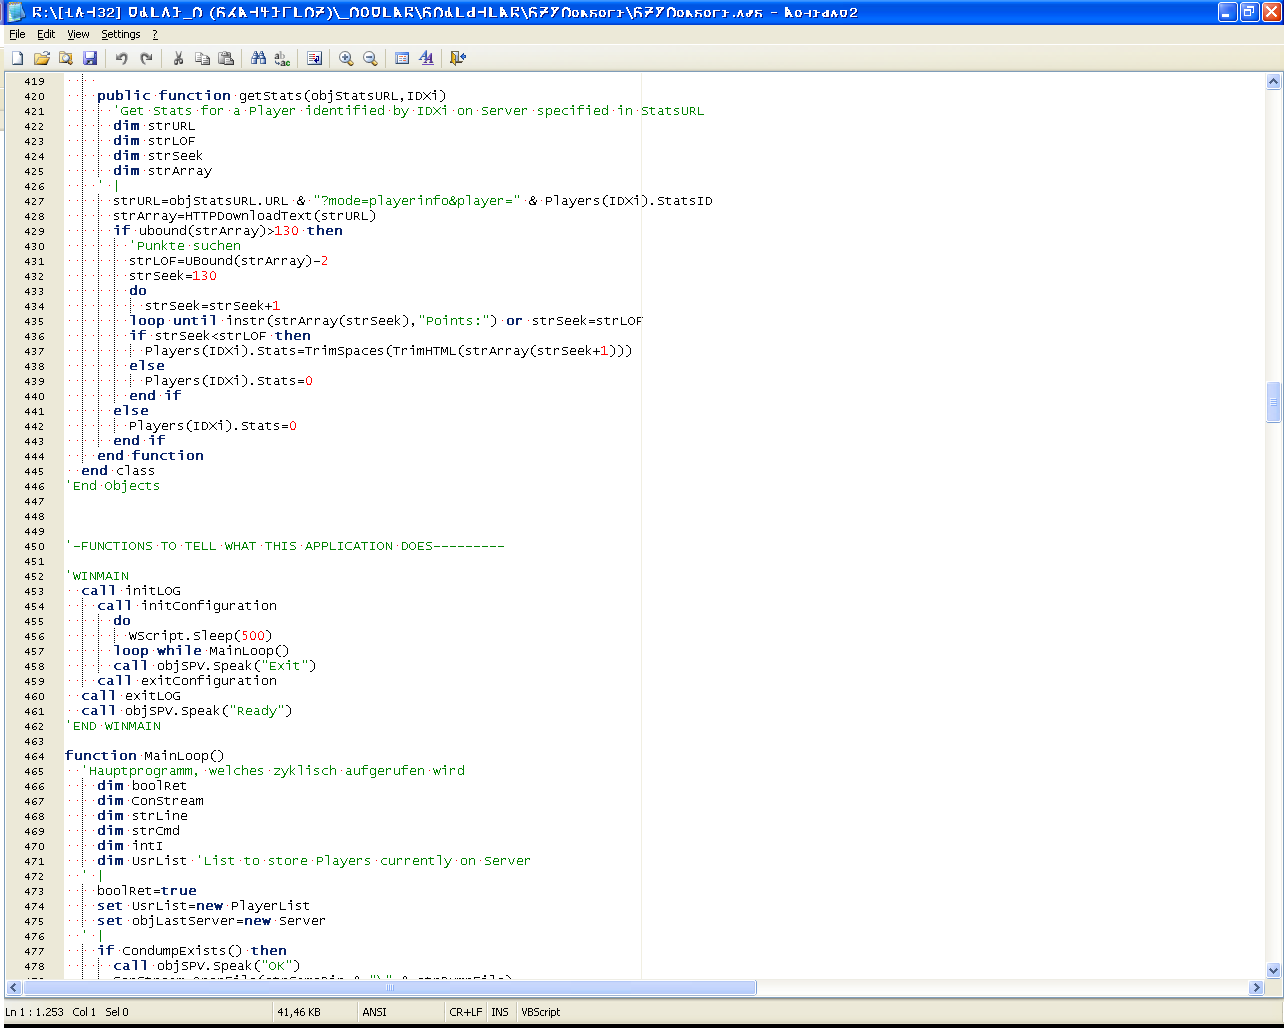 File Edit View Settings ?
419
420 public function getStats(objStatsURL,IDXi)
421 'Get Stats for a Player identified by IDXi on Server specified in StatsURL
422 dim strURL
423 dim strLOF
424 dim strSeek
425 dim strArray
426 ' |
427 strURL=objStatsURL.URL & "?mode=playerinfo&player=" & Players(IDXi).StatsID
428 strArray=HTTPDownloadText(strURL)
429 if ubound(strArray)>130 then
430 'Punkte suchen
431 strLOF=UBound(strArray)-2
432 strSeek=130
433 do
434 strSeek=strSeek+1
435 loop until instr(strArray(strSeek),"Points:") or strSeek=strLOF
436 if strSeek<strLOF then
437 Players(IDXi).Stats=TrimSpaces(TrimHTML(strArray(strSeek+1)))
438 else
439 Players(IDXi).Stats=0
440 end if
441 else
442 Players(IDXi).Stats=0
443 end if
444 end function
445 end class
446 'End Objects
447
448
449
450 '-FUNCTIONS TO TELL WHAT THIS APPLICATION DOES---------
451
452 'WINMAIN
453 call initLOG
454 call initConfiguration
455 do
456 WScript.Sleep(500)
457 loop while MainLoop()
458 call objSPV.Speak("Exit")
459 call exitConfiguration
460 call exitLOG
461 call objSPV.Speak("Ready")
462 'END WINMAIN
463
464 function MainLoop()
465 'Hauptprogramm, welches zyklisch aufgerufen wird
466 dim boolRet
467 dim ConStream
468 dim strLine
469 dim strCmd
470 dim intI
471 dim UsrList 'List to store Players currently on Server
472 ' |
473 boolRet=true
474 set UsrList=new PlayerList
475 set objLastServer=new Server
476 ' |
477 if CondumpExists() then
478 call objSPV.Speak("OK")
Ln 1 : 1.253 Col 1 Sel 0 41,46 KB ANSI CR+LF INS VBScript